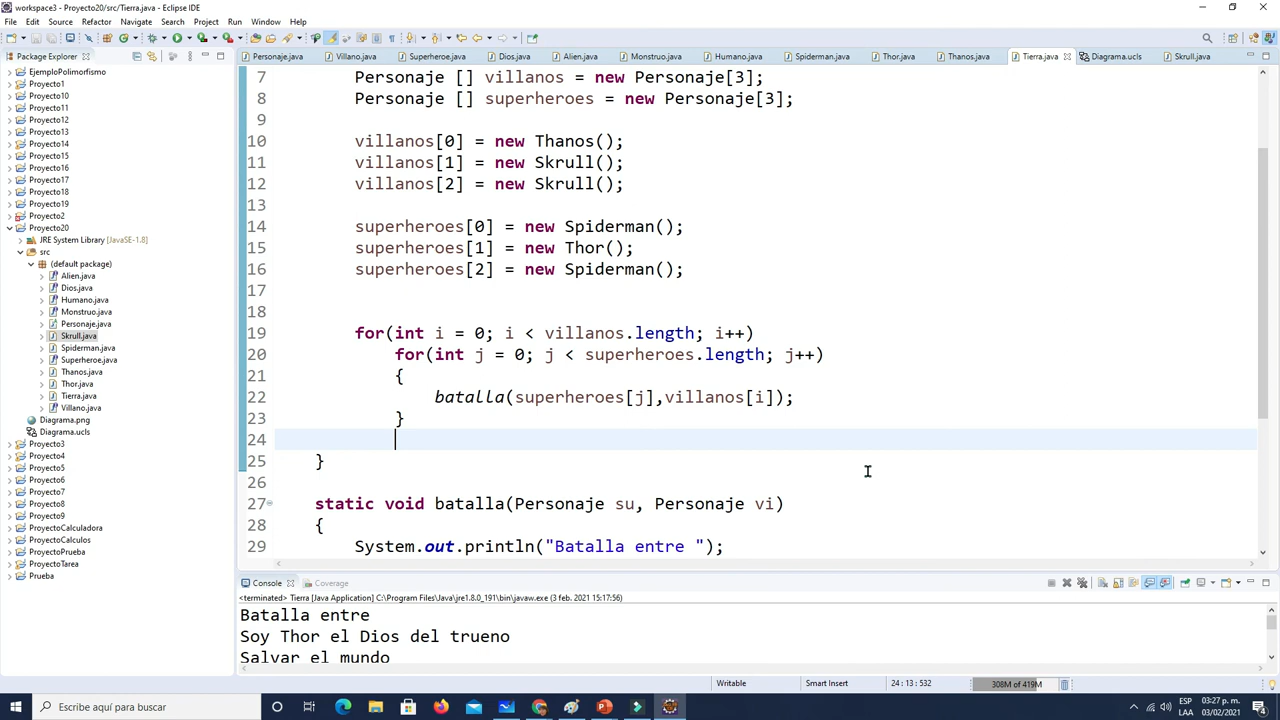 workspace3 - Proyecto20/src/Tierra.java - Eclipse IDE
File Edit Source Refactor Navigate Search Project Run Window Help
Package Explorer
EjemploPolimorfismo
Proyecto1
Proyecto10
Proyecto11
Proyecto12
Proyecto13
Proyecto14
Proyecto15
Proyecto16
Proyecto17
Proyecto18
Proyecto19
Proyecto2
Proyecto20
JRE System Library [JavaSE-1.8]
src
(default package)
Alien.java
Dios.java
Humano.java
Monstruo.java
Personaje.java
Skrull.java
Spiderman.java
Superheroe.java
Thanos.java
Thor.java
Tierra.java
Villano.java
Diagrama.png
Diagrama.ucls
Proyecto3
Proyecto4
Proyecto5
Proyecto6
Proyecto7
Proyecto8
Proyecto9
ProyectoCalculadora
ProyectoCalculos
ProyectoPrueba
ProyectoTarea
Prueba
Personaje.java Villano.java Superheroe.java Dios.java Alien.java Monstruo.java Humano.java Spiderman.java Thor.java Thanos.java Tierra.java Diagrama.ucls Skrull.java
7 Personaje [] villanos = new Personaje[3];
8 Personaje [] superheroes = new Personaje[3];
9
10 villanos[0] = new Thanos();
11 villanos[1] = new Skrull();
12 villanos[2] = new Skrull();
13
14 superheroes[0] = new Spiderman();
15 superheroes[1] = new Thor();
16 superheroes[2] = new Spiderman();
17
18
19 for(int i = 0; i < villanos.length; i++)
20 for(int j = 0; j < superheroes.length; j++)
21 {
22 batalla(superheroes[j],villanos[i]);
23 }
24
25 }
26
27 static void batalla(Personaje su, Personaje vi)
28 {
29 System.out.println("Batalla entre ");
Console Coverage
<terminated> Tierra [Java Application] C:\Program Files\Java\jre1.8.0_191\bin\javaw.exe (3 feb. 2021 15:17:56)
Batalla entre
Soy Thor el Dios del trueno
Salvar el mundo
Writable Smart Insert 24 : 13 : 532 308M of 419M
Escribe aquí para buscar
ESP
LAA
03:27 p.m.
03/02/2021
4